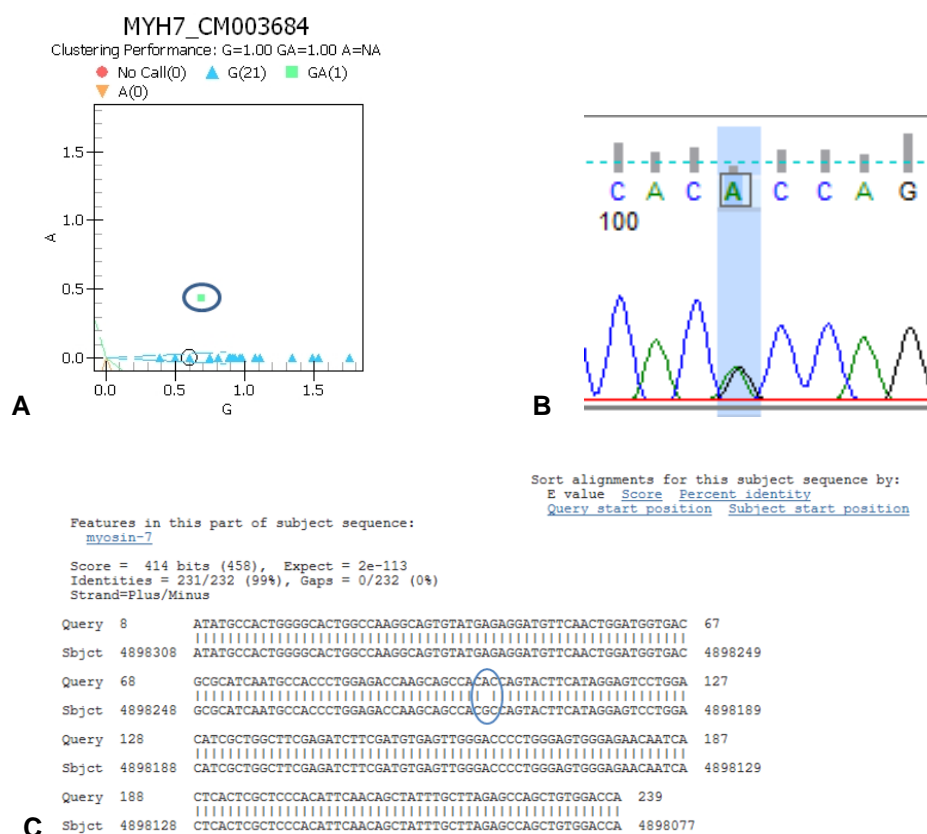 MYH7_CM003684
Clustering Performance: G=1.00 GA=1.00 A=NA
No Call(0) G(21) GA(1)
A(0)
1.5
1.0
A
0.5
0.0
0.0 0.5 1.0 1.5
G
A
C A C A C C A G
100
B
Sort alignments for this subject sequence by:
E value Score Percent identity
Query start position Subject start position
Features in this part of subject sequence:
myosin-7
Score = 414 bits (458), Expect = 2e-113
Identities = 231/232 (99%), Gaps = 0/232 (0%)
Strand=Plus/Minus
Query 8 ATATGCCACTGGGGCACTGGCCAAGGCAGTGTATGAGAGGATGTTCAACTGGATGGTGAC 67
Sbjct 4898308 ATATGCCACTGGGGCACTGGCCAAGGCAGTGTATGAGAGGATGTTCAACTGGATGGTGAC 4898249
Query 68 GCGCATCAATGCCACCCTGGAGACCAAGCAGCCACACCAGTACTTCATAGGAGTCCTGGA 127
Sbjct 4898248 GCGCATCAATGCCACCCTGGAGACCAAGCAGCCACGCCAGTACTTCATAGGAGTCCTGGA 4898189
Query 128 CATCGCTGGCTTCGAGATCTTCGATGTGAGTTGGGACCCCTGGGAGTGGGAGAACAATCA 187
Sbjct 4898188 CATCGCTGGCTTCGAGATCTTCGATGTGAGTTGGGACCCCTGGGAGTGGGAGAACAATCA 4898129
Query 188 CTCACTCGCTCCCACATTCAACAGCTATTTGCTTAGAGCCAGCTGTGGACCA 239
Sbjct 4898128 CTCACTCGCTCCCACATTCAACAGCTATTTGCTTAGAGCCAGCTGTGGACCA 4898077
C